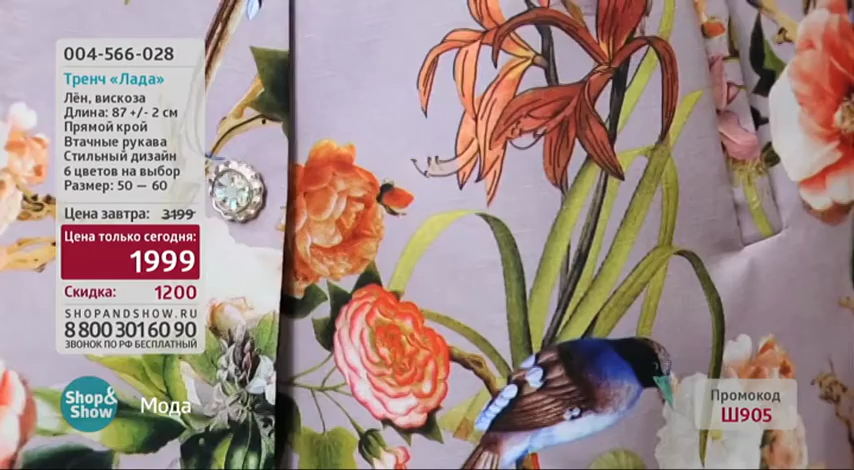 004-566-028
Тренч «Лада»
Лён, вискоза
Длина: 87 +/- 2 см
Прямой крой
Втачные рукава
Стильный дизайн
6 цветов на выбор
Размер: 50 — 60
Цена завтра: 3199
Цена только сегодня:
1999
Скидка: 1200
SHOPANDSHOW.RU
8 800 301 60 90
ЗВОНОК ПО РФ БЕСПЛАТНЫЙ
Shop&
Show
Мода
Промокод
Ш905